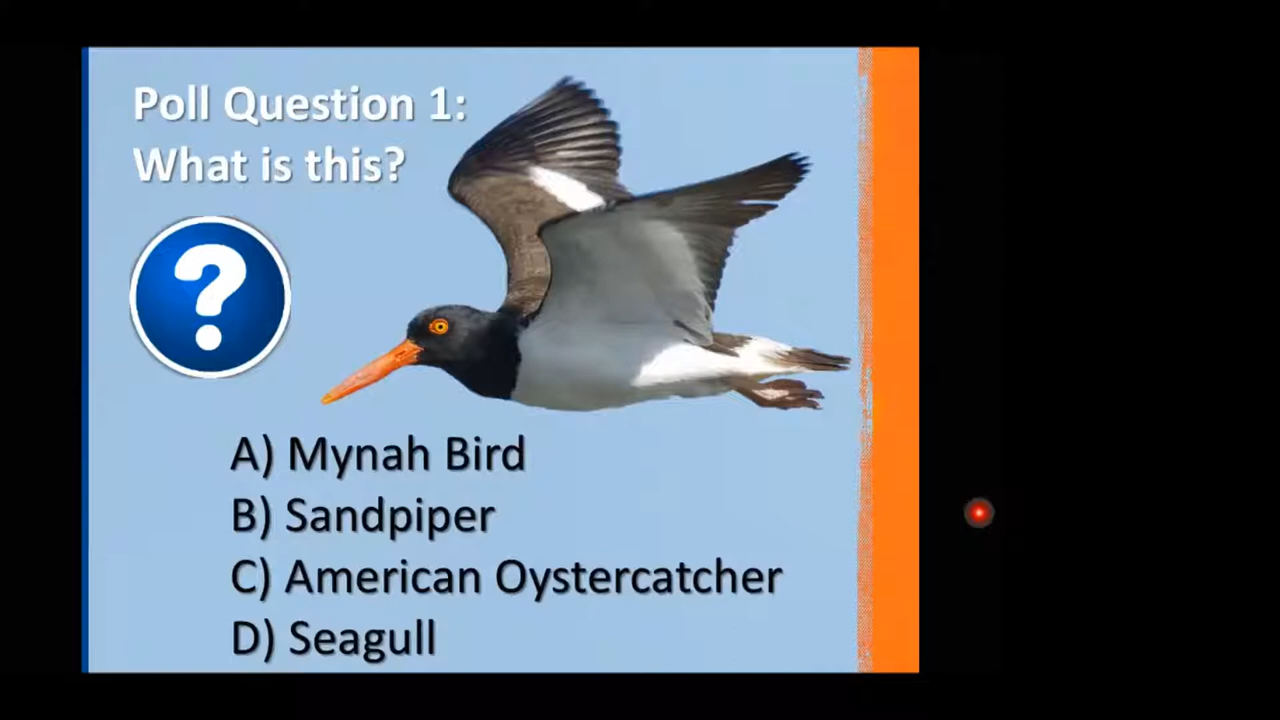 Poll Question 1:
What is this?
?
A) Mynah Bird
B) Sandpiper
C) American Oystercatcher
D) Seagull